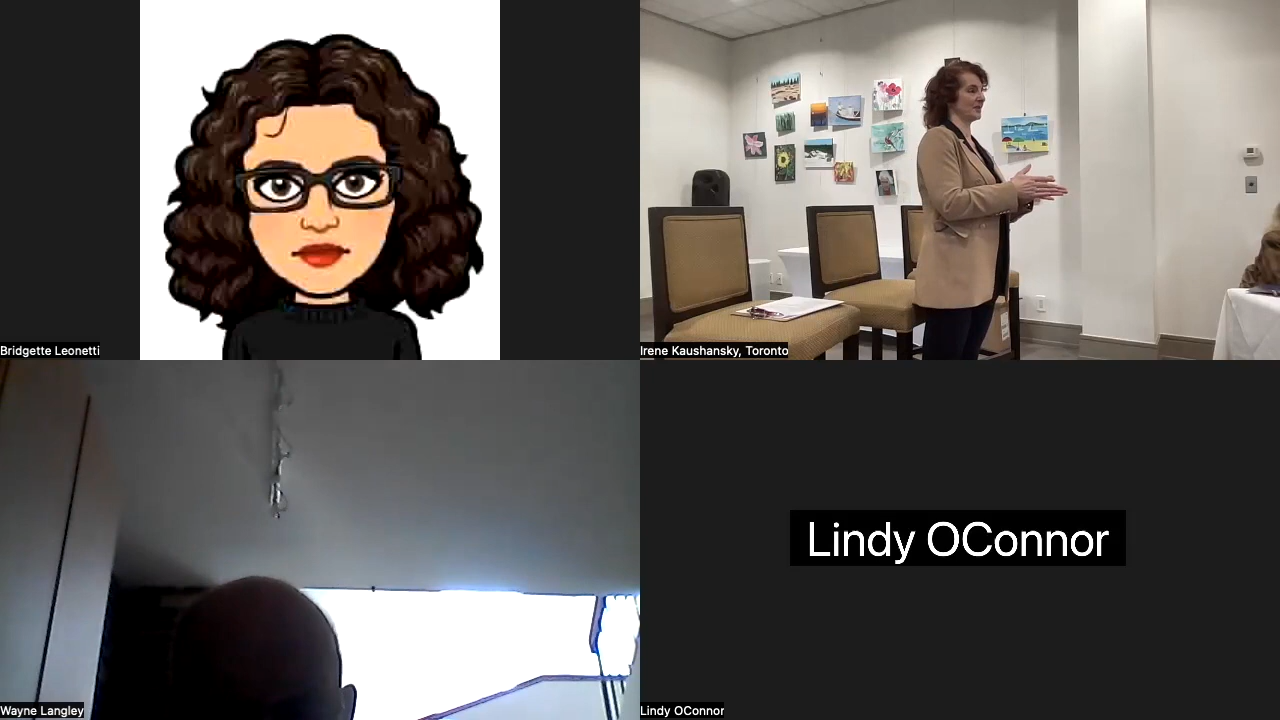 Bridgette Leonetti
Irene Kaushansky, Toronto
Wayne Langley
Lindy OConnor
Lindy OConnor